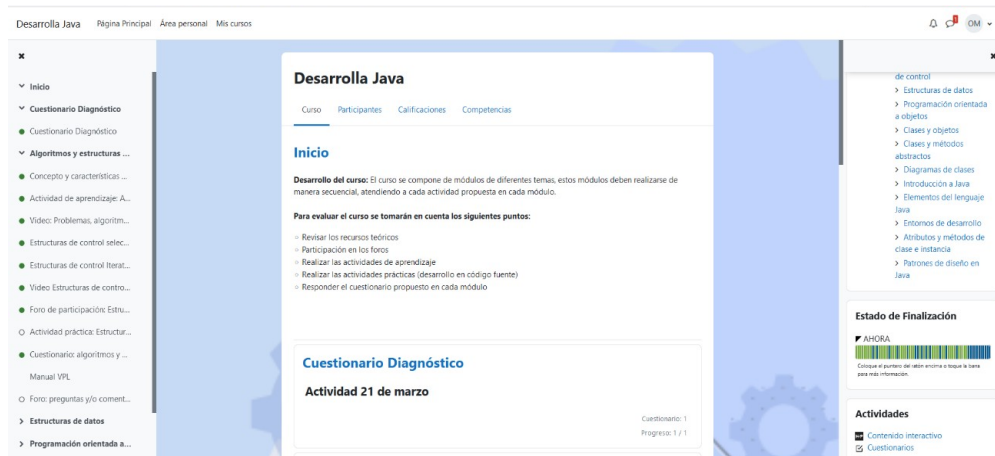 Desarrolla Java Página Principal Área personal Mis cursos
1
OM
Inicio
Cuestionario Diagnóstico
Cuestionario Diagnóstico
Algoritmos y estructuras ...
Concepto y características ...
Actividad de aprendizaje: A...
Video: Problemas, algoritm...
Estructuras de control selec...
Estructuras de control Iterat...
Video Estructuras de contro...
Foro de participación: Estru...
Actividad práctica: Estructur...
Cuestionario: algoritmos y ...
Manual VPL
Foro: preguntas y/o coment...
Estructuras de datos
Programación orientada a...
Desarrolla Java
Curso Participantes Calificaciones Competencias
Inicio
Desarrollo del curso: El curso se compone de módulos de diferentes temas, estos módulos deben realizarse de
manera secuencial, atendiendo a cada actividad propuesta en cada módulo.
Para evaluar el curso se tomarán en cuenta los siguientes puntos:
Revisar los recursos teóricos
Participación en los foros
Realizar las actividades de aprendizaje
Realizar las actividades prácticas (desarrollo en código fuente)
Responder el cuestionario propuesto en cada módulo
Cuestionario Diagnóstico
Actividad 21 de marzo
Cuestionario: 1
Progreso: 1 / 1
de control
Estructuras de datos
Programación orientada
a objetos
Clases y objetos
Clases y métodos
abstractos
Diagramas de clases
Introducción a Java
Elementos del lenguaje
Java
Entornos de desarrollo
Atributos y métodos de
clase e instancia
Patrones de diseño en
Java
Estado de Finalización
AHORA
Coloque el puntero del ratón encima o toque la barra
para más información.
Actividades
Contenido interactivo
Cuestionarios